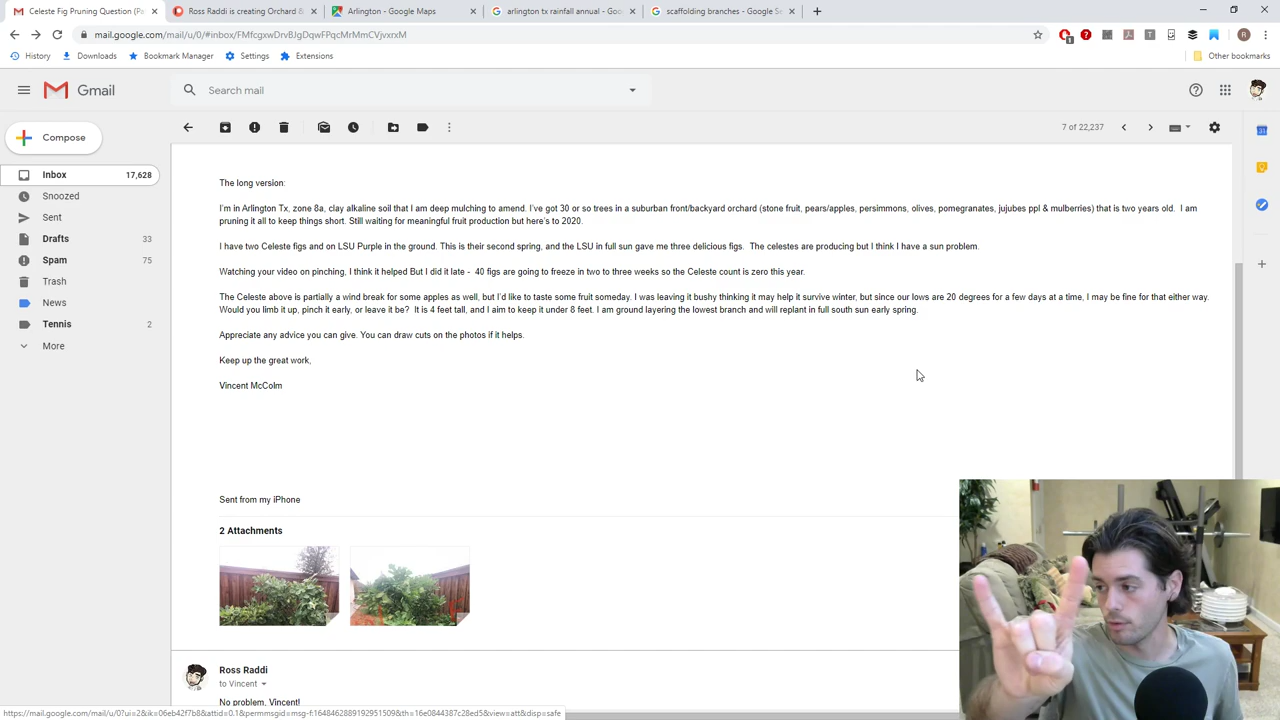 Celeste Fig Pruning Question (Pa
Ross Raddi is creating Orchard &
Arlington - Google Maps
arlington tx rainfall annual - Goo
scaffolding branches - Google Se
mail.google.com/mail/u/0/#inbox/FMfcgxwDrvBJgDqwFPqcMrMmCVjvxrxM
History
Downloads
Bookmark Manager
Settings
Extensions
Other bookmarks
Gmail
Search mail
Compose
7 of 22,237
Inbox 17,628
Snoozed
Sent
Drafts 33
Spam 75
Trash
News
Tennis 2
More
The long version:
I'm in Arlington Tx, zone 8a, clay alkaline soil that I am deep mulching to amend. I've got 30 or so trees in a suburban front/backyard orchard (stone fruit, pears/apples, persimmons, olives, pomegranates, jujubes ppl & mulberries) that is two years old. I am
pruning it all to keep things short. Still waiting for meaningful fruit production but here's to 2020.
I have two Celeste figs and on LSU Purple in the ground. This is their second spring, and the LSU in full sun gave me three delicious figs. The celestes are producing but I think I have a sun problem.
Watching your video on pinching, I think it helped But I did it late - 40 figs are going to freeze in two to three weeks so the Celeste count is zero this year.
The Celeste above is partially a wind break for some apples as well, but I'd like to taste some fruit someday. I was leaving it bushy thinking it may help it survive winter, but since our lows are 20 degrees for a few days at a time, I may be fine for that either way.
Would you limb it up, pinch it early, or leave it be? It is 4 feet tall, and I aim to keep it under 8 feet. I am ground layering the lowest branch and will replant in full south sun early spring.
Appreciate any advice you can give. You can draw cuts on the photos if it helps.
Keep up the great work,
Vincent McColm
Sent from my iPhone
2 Attachments
Ross Raddi
to Vincent
No problem, Vincent!